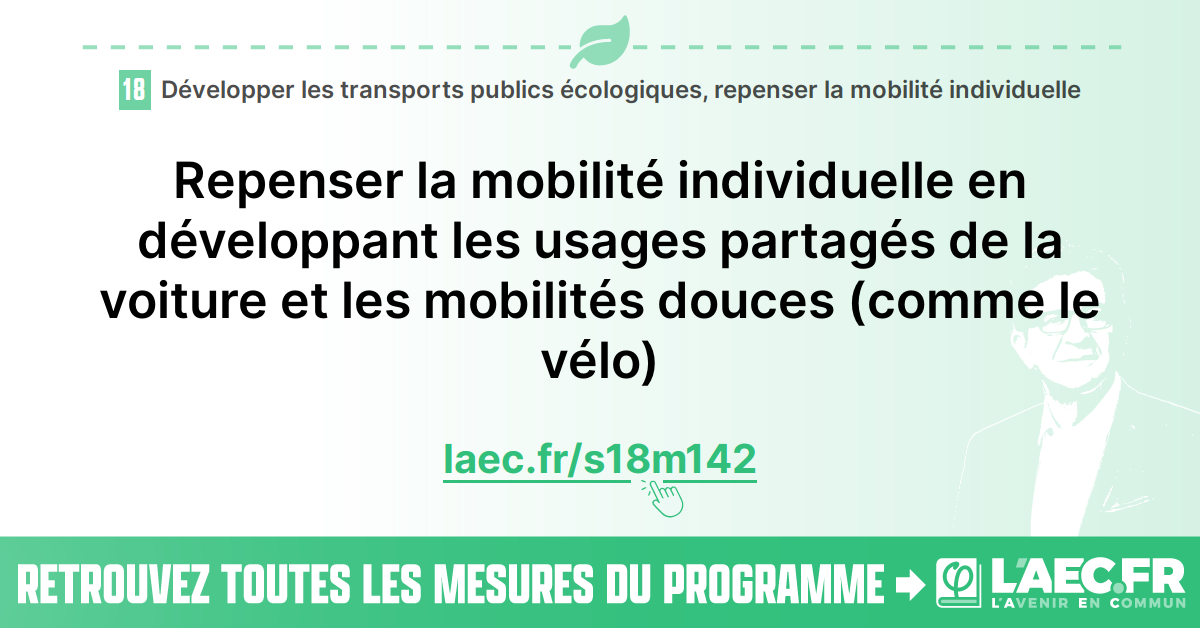 18 Développer les transports publics écologiques, repenser la mobilité individuelle
Repenser la mobilité individuelle en
développant les usages partagés de la
voiture et les mobilités douces (comme le
vélo)
laec.fr/s18m142
RETROUVEZ TOUTES LES MESURES DU PROGRAMME
φ L'AEC.FR
L'AVENIR EN COMMUN